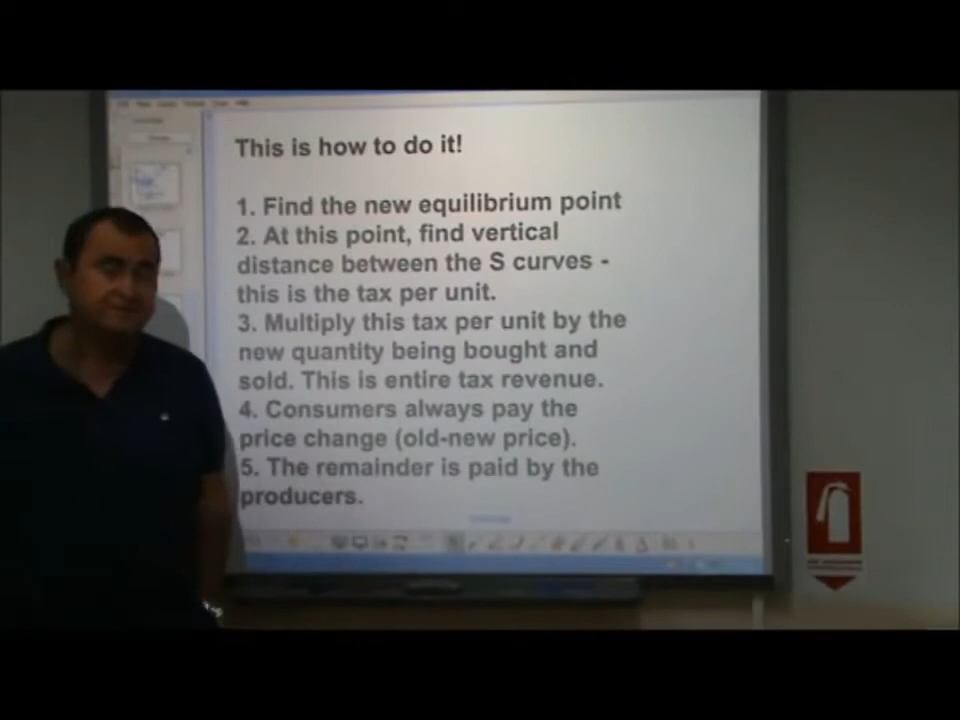 This is how to do it!
1. Find the new equilibrium point
2. At this point, find vertical
distance between the S curves -
this is the tax per unit.
3. Multiply this tax per unit by the
new quantity being bought and
sold. This is entire tax revenue.
4. Consumers always pay the
price change (old-new price).
5. The remainder is paid by the
producers.